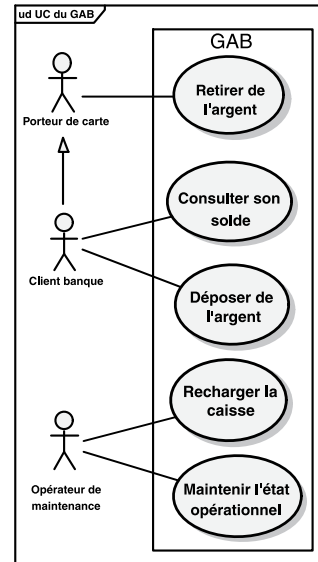 ud UC du GAB
GAB
Porteur de carte
Retirer de
l'argent
Client banque
Consulter son
solde
Déposer de
l'argent
Opérateur de
maintenance
Recharger la
caisse
Maintenir l'état
opérationnel